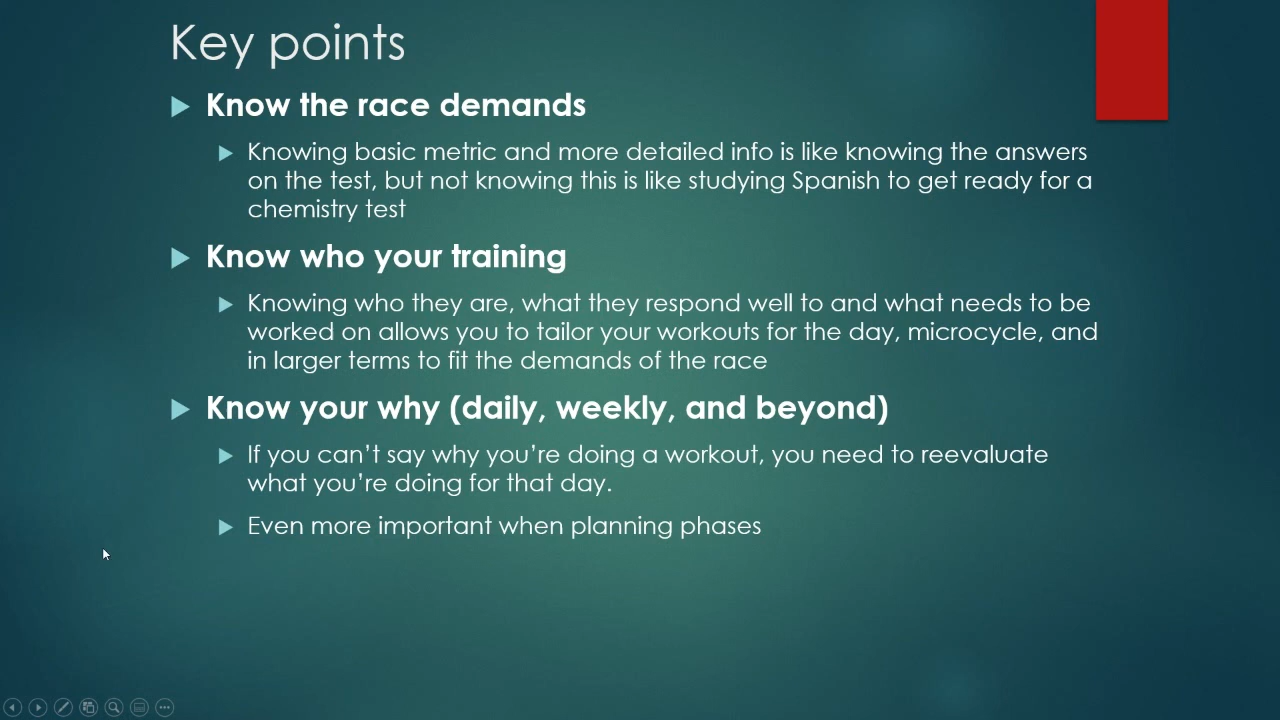 Key points
Know the race demands
Knowing basic metric and more detailed info is like knowing the answers
on the test, but not knowing this is like studying Spanish to get ready for a
chemistry test
Know who your training
Knowing who they are, what they respond well to and what needs to be
worked on allows you to tailor your workouts for the day, microcycle, and
in larger terms to fit the demands of the race
Know your why (daily, weekly, and beyond)
If you can’t say why you’re doing a workout, you need to reevaluate
what you’re doing for that day.
Even more important when planning phases